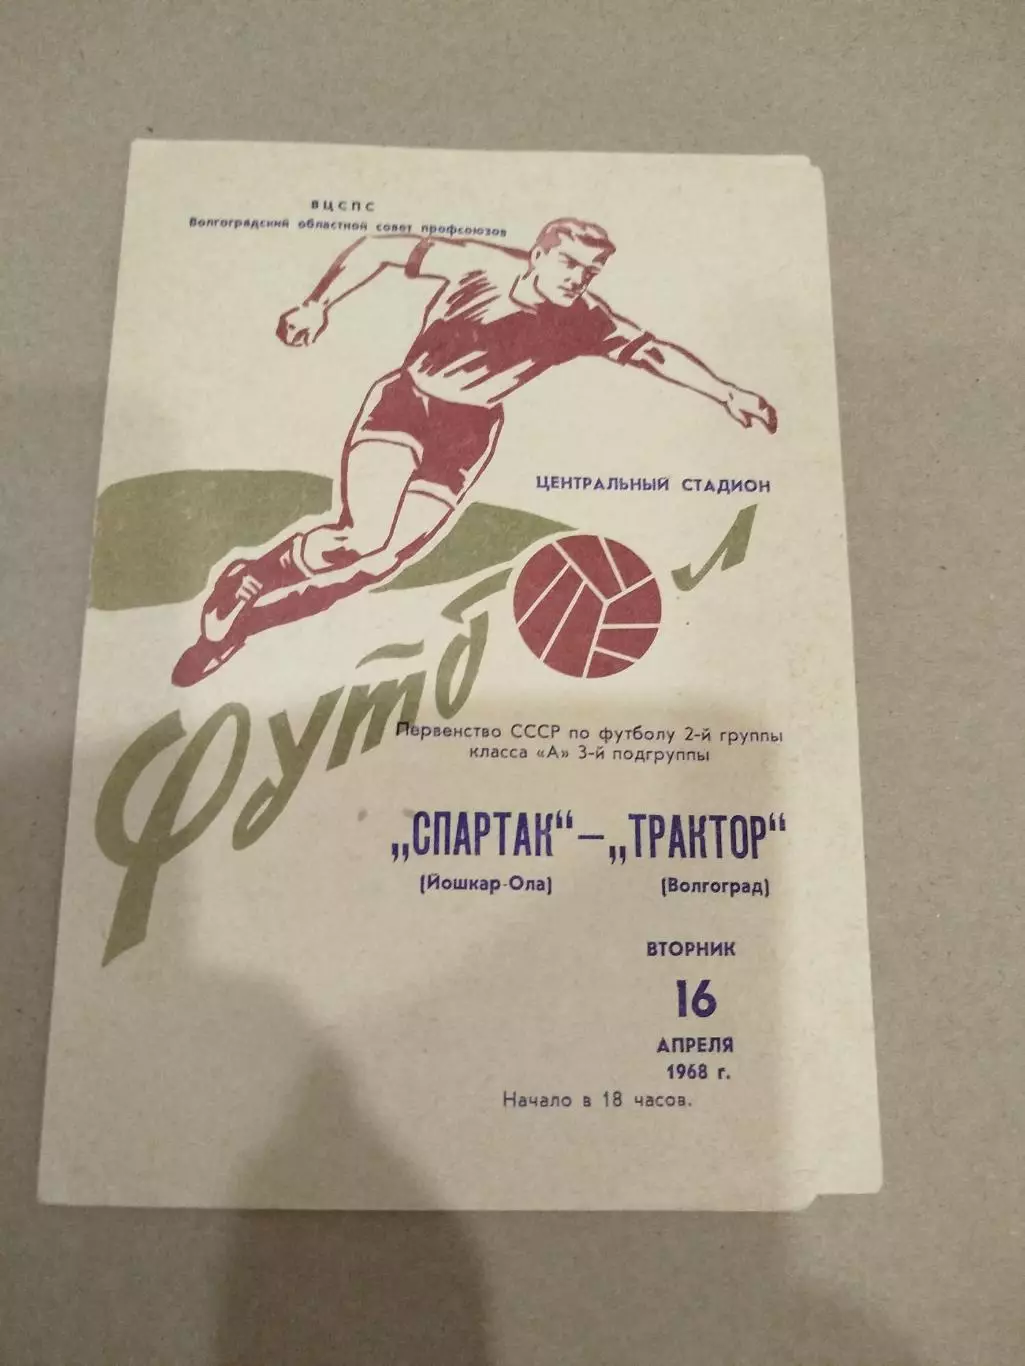 ВЦСПС
Волгоградский областной совет профсоюзов
ЦЕНТРАЛЬНЫЙ СТАДИОН
Футбол
Первенство СССР по футболу 2-й группы
класса «А» 3-й подгруппы
„СПАРТАК“ – „ТРАКТОР“
(Йошкар-Ола) (Волгоград)
ВТОРНИК
16
АПРЕЛЯ
1968 г.
Начало в 18 часов.